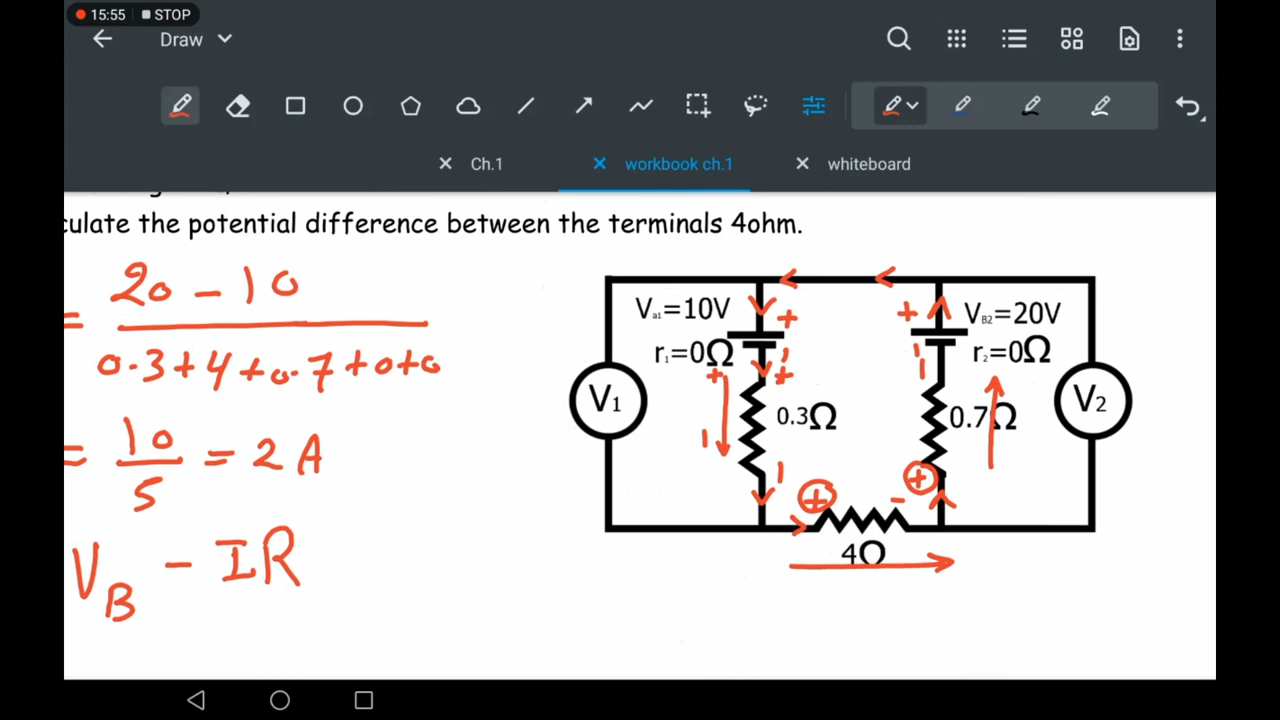 15:55 STOP
Draw
Ch.1
workbook ch.1
whiteboard
culate the potential difference between the terminals 4ohm.
= 20 - 10
0.3+4+0.7+0+0
= 10/5 = 2 A
V_B - IR
Va1=10V
r1=0Ω
0.3Ω
V1
VB2=20V
r2=0Ω
0.7Ω
V2
4Ω